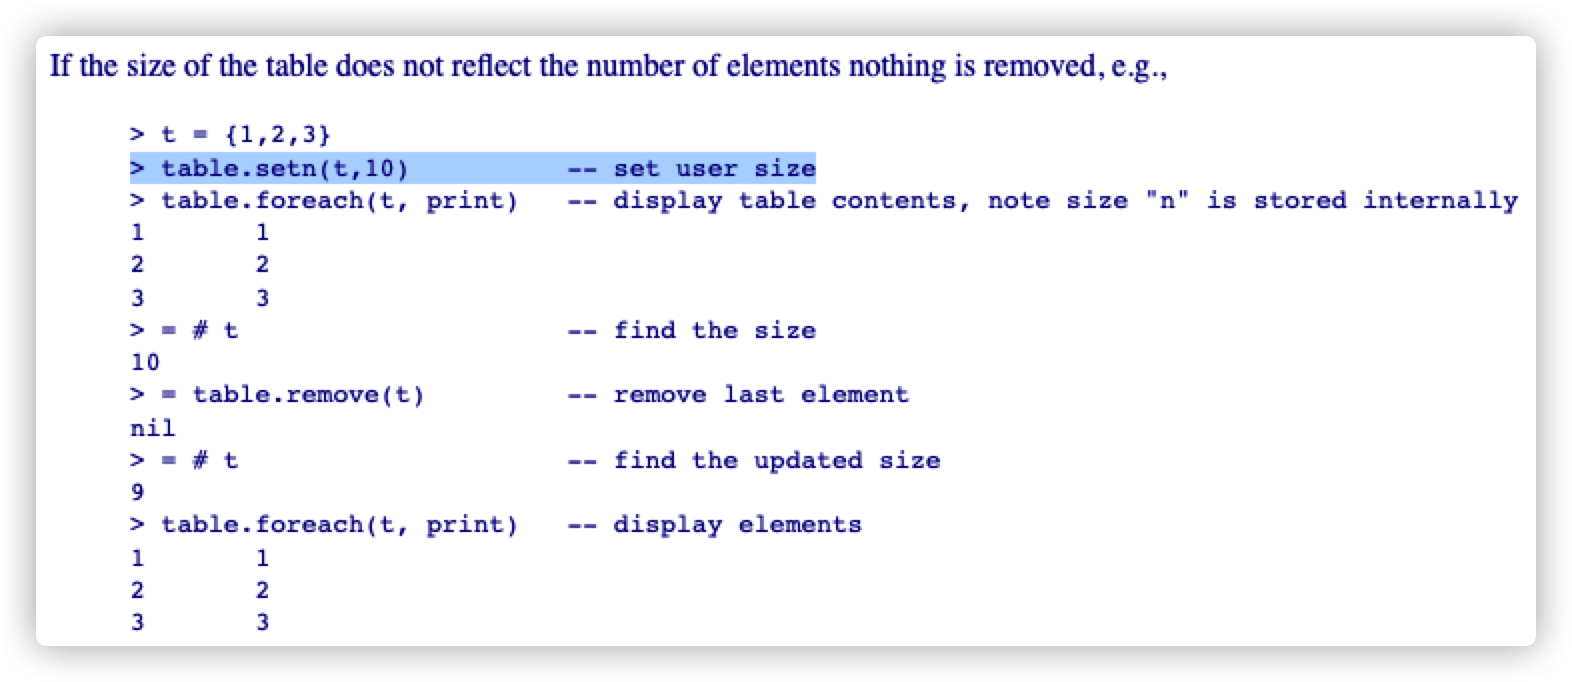 If the size of the table does not reflect the number of elements nothing is removed, e.g.,
> t = {1,2,3}
> table.setn(t,10)          -- set user size
> table.foreach(t, print)   -- display table contents, note size "n" is stored internally
1       1
2       2
3       3
> = # t                     -- find the size
10
> = table.remove(t)         -- remove last element
nil
> = # t                     -- find the updated size
9
> table.foreach(t, print)   -- display elements
1       1
2       2
3       3